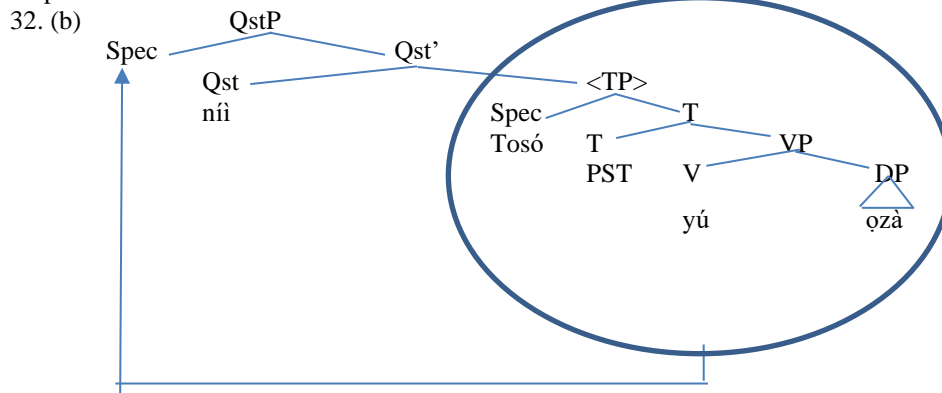 32. (b)
QstP
Spec Qst’
Qst <TP>
níì Spec T
Tosó T VP
PST V DP
yú ọzà